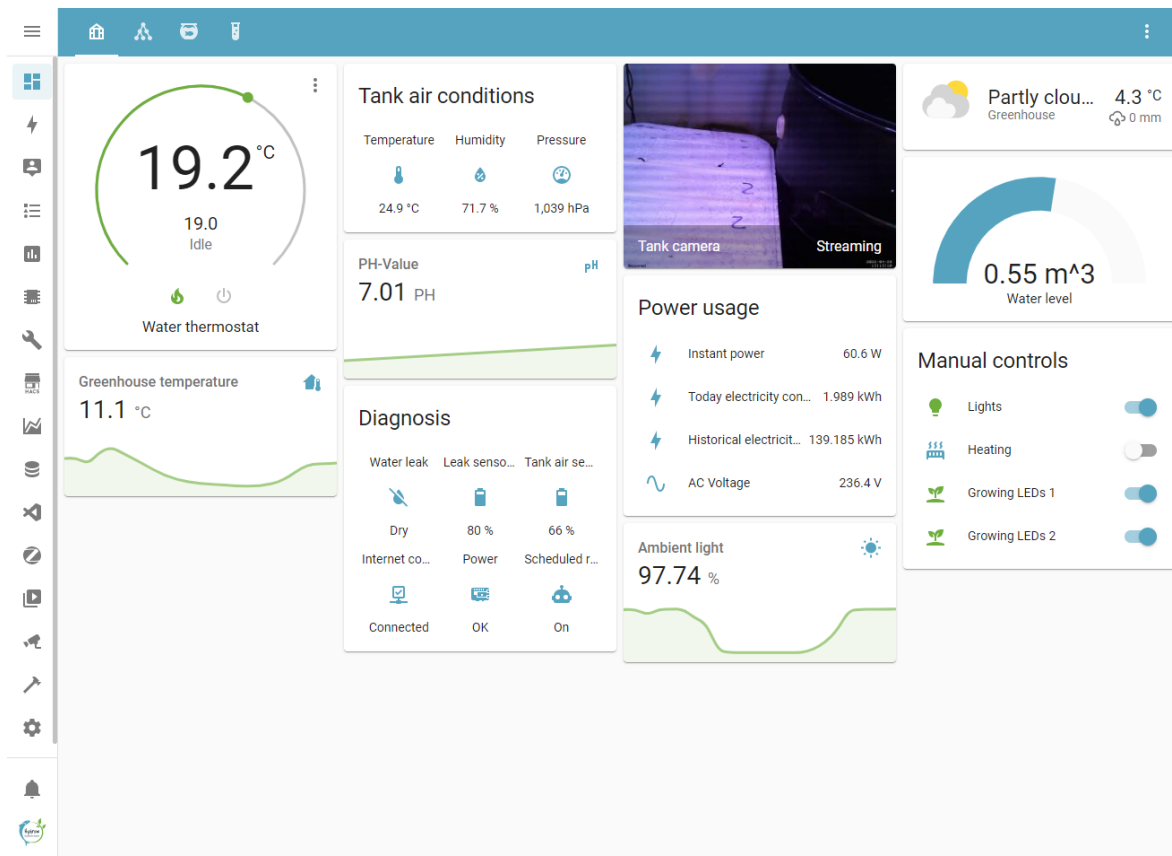 19.2 °C
19.0
Idle
Water thermostat
Greenhouse temperature
11.1 °C
Tank air conditions
Temperature Humidity Pressure
24.9 °C 71.7 % 1,039 hPa
PH-Value pH
7.01 PH
Diagnosis
Water leak Leak senso... Tank air se...
Dry 80 % 66 %
Internet co... Power Scheduled r...
Connected OK On
Tank camera Streaming
Power usage
Instant power 60.6 W
Today electricity con... 1.989 kWh
Historical electricit... 139.185 kWh
AC Voltage 236.4 V
Ambient light
97.74 %
Partly clou... 4.3 °C
Greenhouse 0 mm
0.55 m^3
Water level
Manual controls
Lights
Heating
Growing LEDs 1
Growing LEDs 2
HACS